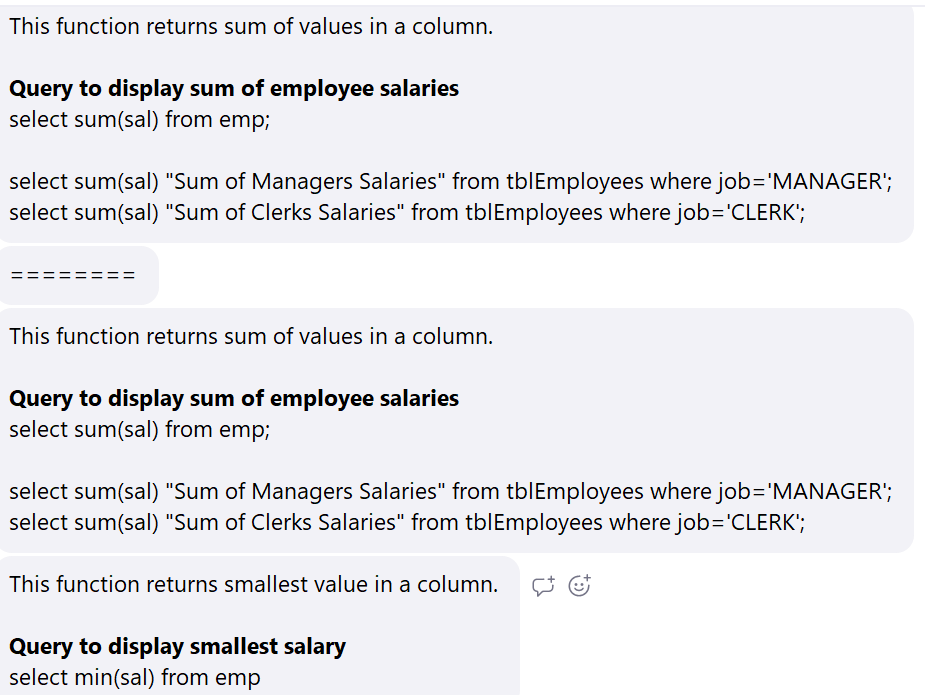 This function returns sum of values in a column.
Query to display sum of employee salaries
select sum(sal) from emp;
select sum(sal) "Sum of Managers Salaries" from tblEmployees where job='MANAGER';
select sum(sal) "Sum of Clerks Salaries" from tblEmployees where job='CLERK';
========
This function returns sum of values in a column.
Query to display sum of employee salaries
select sum(sal) from emp;
select sum(sal) "Sum of Managers Salaries" from tblEmployees where job='MANAGER';
select sum(sal) "Sum of Clerks Salaries" from tblEmployees where job='CLERK';
This function returns smallest value in a column.
Query to display smallest salary
select min(sal) from emp